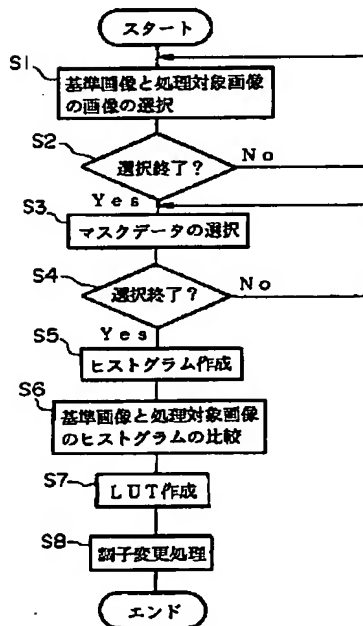 スタート
S1
基準画像と処理対象画像
の画像の選択
S2
選択終了?
No
Yes
S3
マスクデータの選択
S4
選択終了?
No
Yes
S5
ヒストグラム作成
S6
基準画像と処理対象画像
のヒストグラムの比較
S7
LUT作成
S8
調子変更処理
エンド